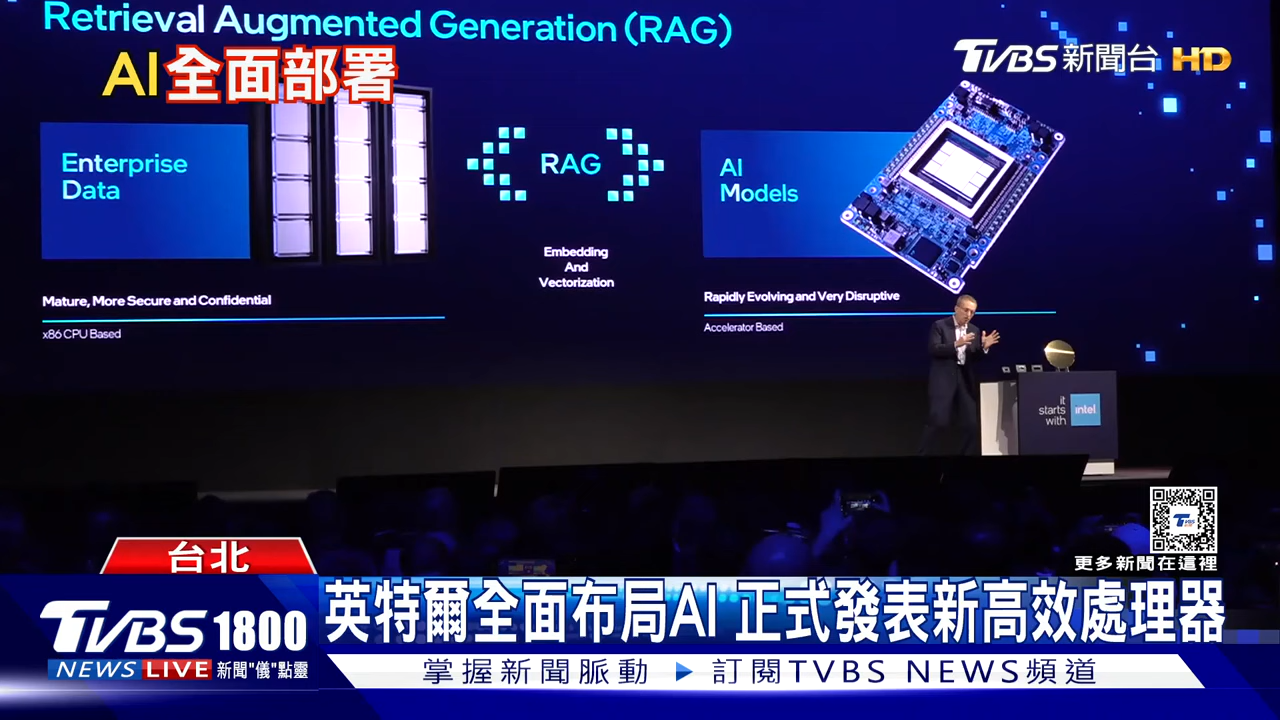 Retrieval Augmented Generation (RAG)
AI全面部署
TVBS新聞台 HD
Enterprise
Data
RAG
AI
Models
Embedding
And
Vectorization
Mature, More Secure and Confidential
x86 CPU Based
Rapidly Evolving and Very Disruptive
Accelerator Based
it
starts
with
intel
TVBS
更多新聞在這裡
台北
英特爾全面布局AI 正式發表新高效處理器
TVBS 1800
NEWS LIVE 新聞"儀"點靈
掌握新聞脈動 ▶ 訂閱TVBS NEWS頻道